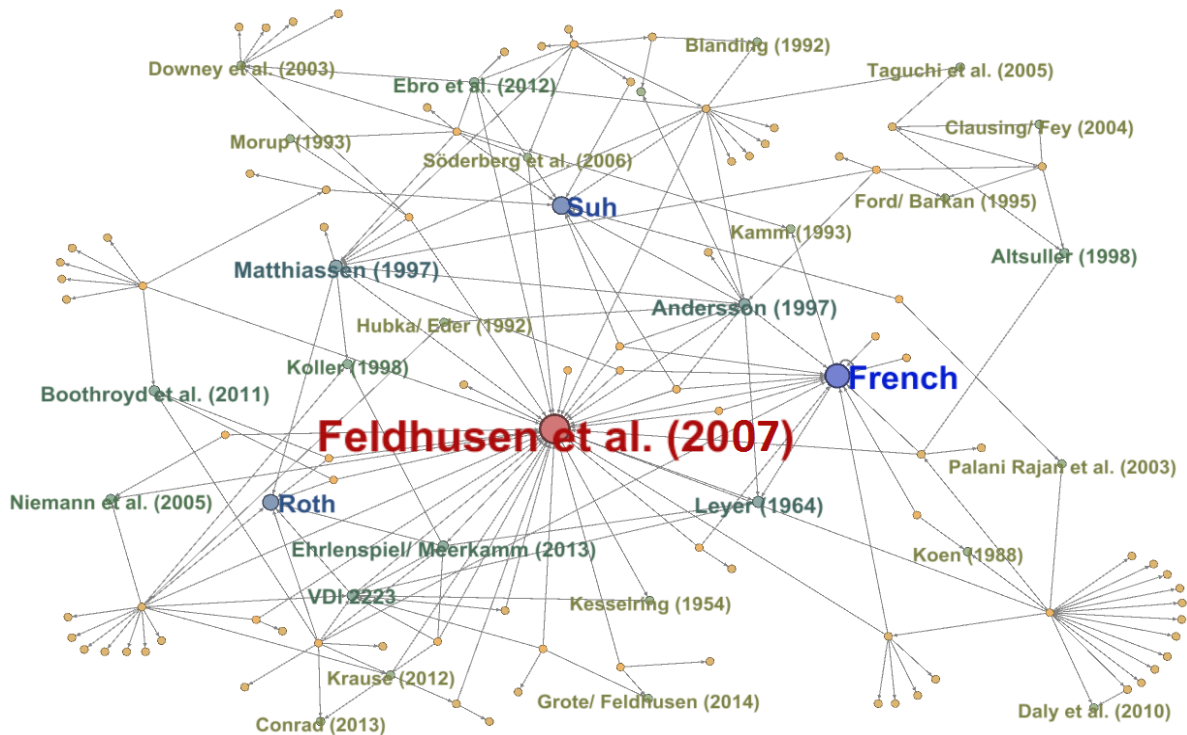 Blanding (1992)
Downey et al. (2003)
Taguchi et al. (2005)
Ebro et al. (2012)
Clausing/ Fey (2004)
Morup (1993)
Söderberg et al. (2006)
Ford/ Barkan (1995)
Suh
Kamm (1993)
Altsuller (1998)
Matthiassen (1997)
Andersson (1997)
Hubka/ Eder (1992)
Koller (1998)
French
Boothroyd et al. (2011)
Feldhusen et al. (2007)
Palani Rajan et al. (2003)
Niemann et al. (2005)
Roth
Leyer (1964)
Ehrlenspiel/ Meerkamm (2013)
Koen (1988)
VDI 2223
Kesselring (1954)
Krause (2012)
Grote/ Feldhusen (2014)
Daly et al. (2010)
Conrad (2013)